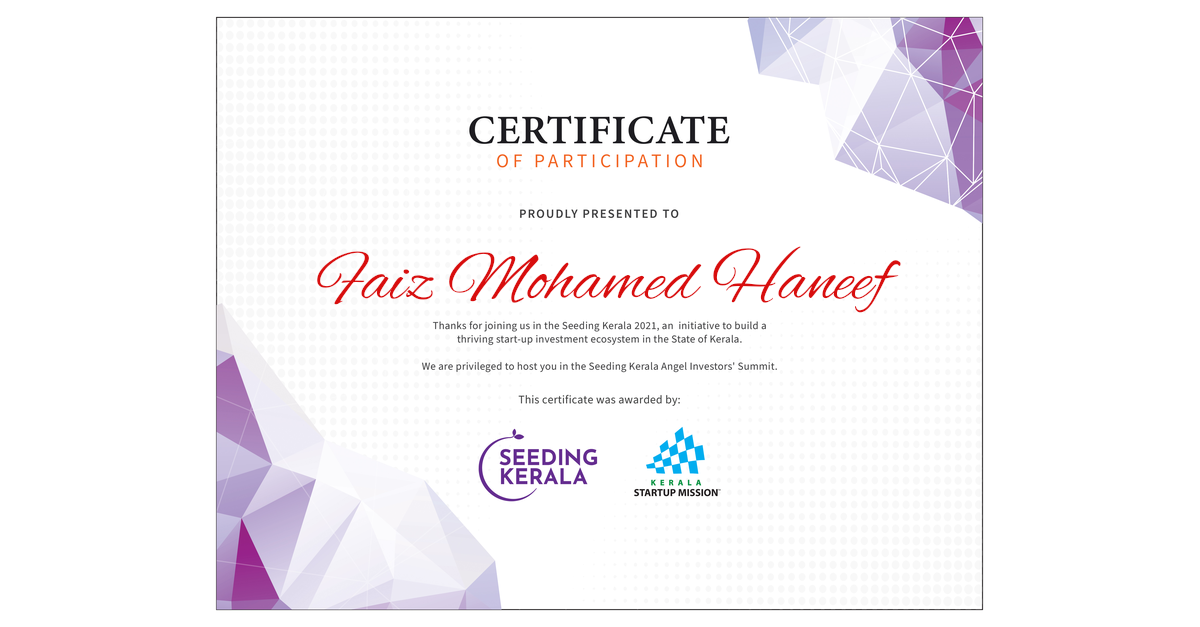 CERTIFICATE
OF PARTICIPATION
PROUDLY PRESENTED TO
Faiz Mohamed Haneef
Thanks for joining us in the Seeding Kerala 2021, an initiative to build a
thriving start-up investment ecosystem in the State of Kerala.
We are privileged to host you in the Seeding Kerala Angel Investors' Summit.
This certificate was awarded by:
SEEDING
KERALA
KERALA
STARTUP MISSION